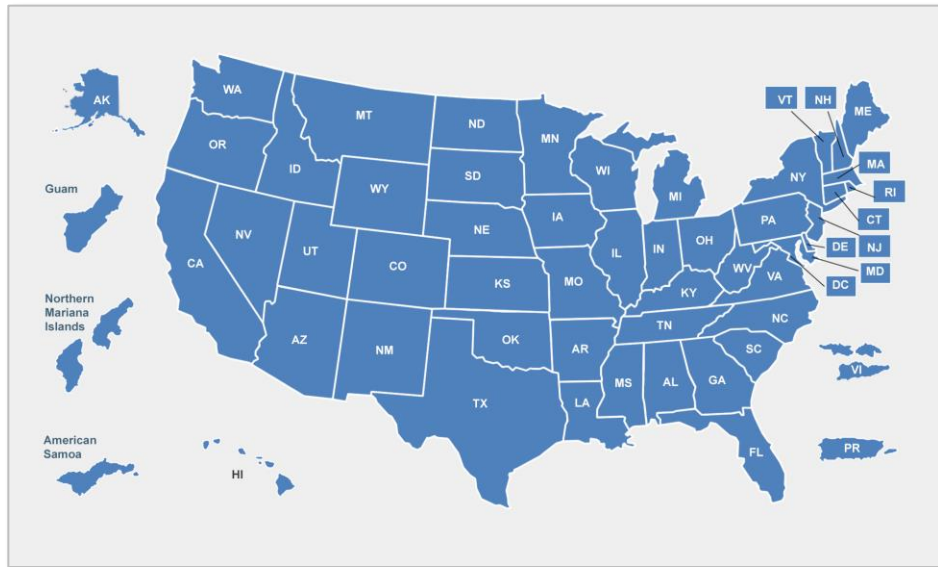 AK
WA
MT
ND
MN
VT
NH
ME
OR
ID
SD
WI
NY
MA
Guam
WY
MI
RI
IA
PA
CT
NV
NE
OH
DE
NJ
CA
UT
CO
IL
IN
WV
VA
MD
DC
KS
MO
KY
Northern
Mariana
Islands
NC
TN
AZ
NM
OK
AR
SC
VI
MS
AL
GA
TX
LA
American
Samoa
HI
FL
PR